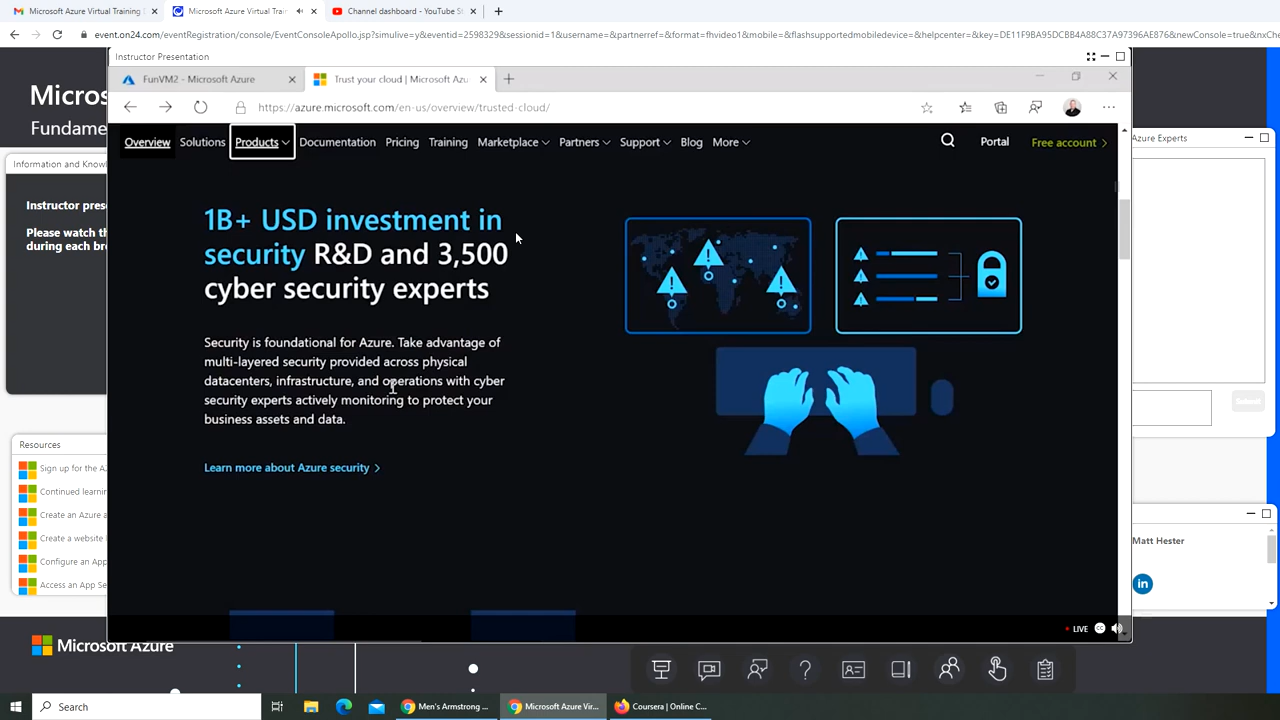 Microsoft Azure Virtual Training D
Microsoft Azure Virtual Train
Channel dashboard - YouTube S
event.on24.com/eventRegistration/console/EventConsoleApollo.jsp?simulive=y&eventid=2598329&sessionid=1&username=&partnerref=&format=fhvideo1&mobile=&flashsupportedmobiledevice=&helpcenter=&key=DE11F9BA95DCBB4A88C37A97396AE876&newConsole=true&nxCh
Instructor Presentation
FunVM2 - Microsoft Azure
Trust your cloud | Microsoft Azu
https://azure.microsoft.com/en-us/overview/trusted-cloud/
Overview Solutions Products Documentation Pricing Training Marketplace Partners Support Blog More Portal Free account
Micros
Fundame
Information and Knowl
Instructor pres
Please watch th
during each br
1B+ USD investment in
security R&D and 3,500
cyber security experts
Security is foundational for Azure. Take advantage of
multi-layered security provided across physical
datacenters, infrastructure, and operations with cyber
security experts actively monitoring to protect your
business assets and data.
Learn more about Azure security
Azure Experts
Submit
Resources
Sign up for the A
Continued learnin
Create an Azure a
Create a website
Configure an App
Access an App Se
Matt Hester
in
LIVE
CC
Microsoft Azure
Search
Men's Armstrong ...
Microsoft Azure Vir...
Coursera | Online C...